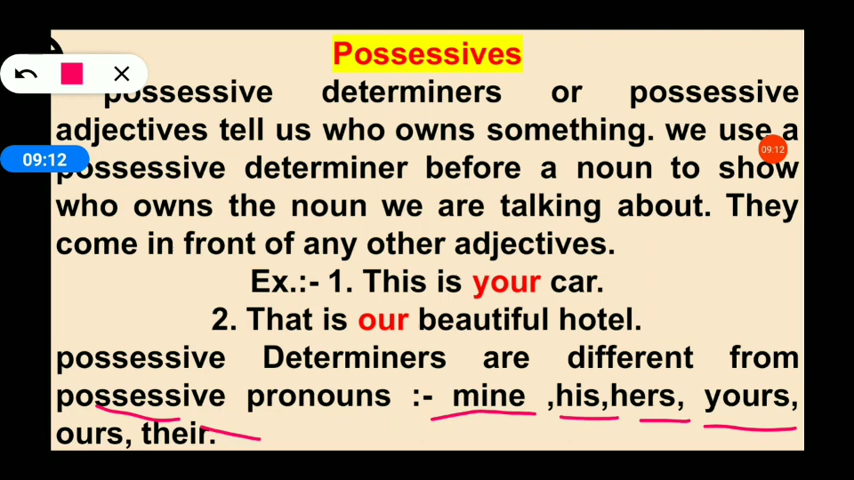 Possessives
possessive determiners or possessive
adjectives tell us who owns something. we use a
09:12
09:12
possessive determiner before a noun to show
who owns the noun we are talking about. They
come in front of any other adjectives.
Ex.:- 1. This is your car.
2. That is our beautiful hotel.
possessive Determiners are different from
possessive pronouns :- mine ,his,hers, yours,
ours, their.